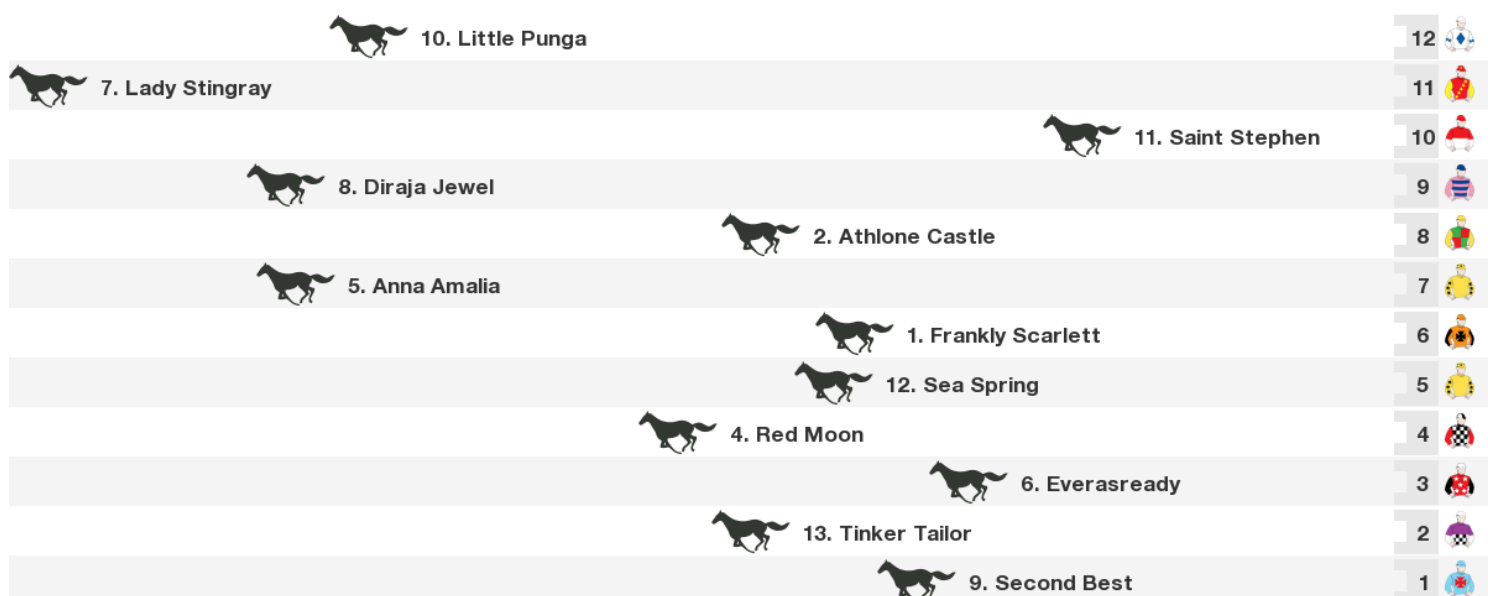 10. Little Punga 12
7. Lady Stingray 11
11. Saint Stephen 10
8. Diraja Jewel 9
2. Athlone Castle 8
5. Anna Amalia 7
1. Frankly Scarlett 6
12. Sea Spring 5
4. Red Moon 4
6. Everasready 3
13. Tinker Tailor 2
9. Second Best 1